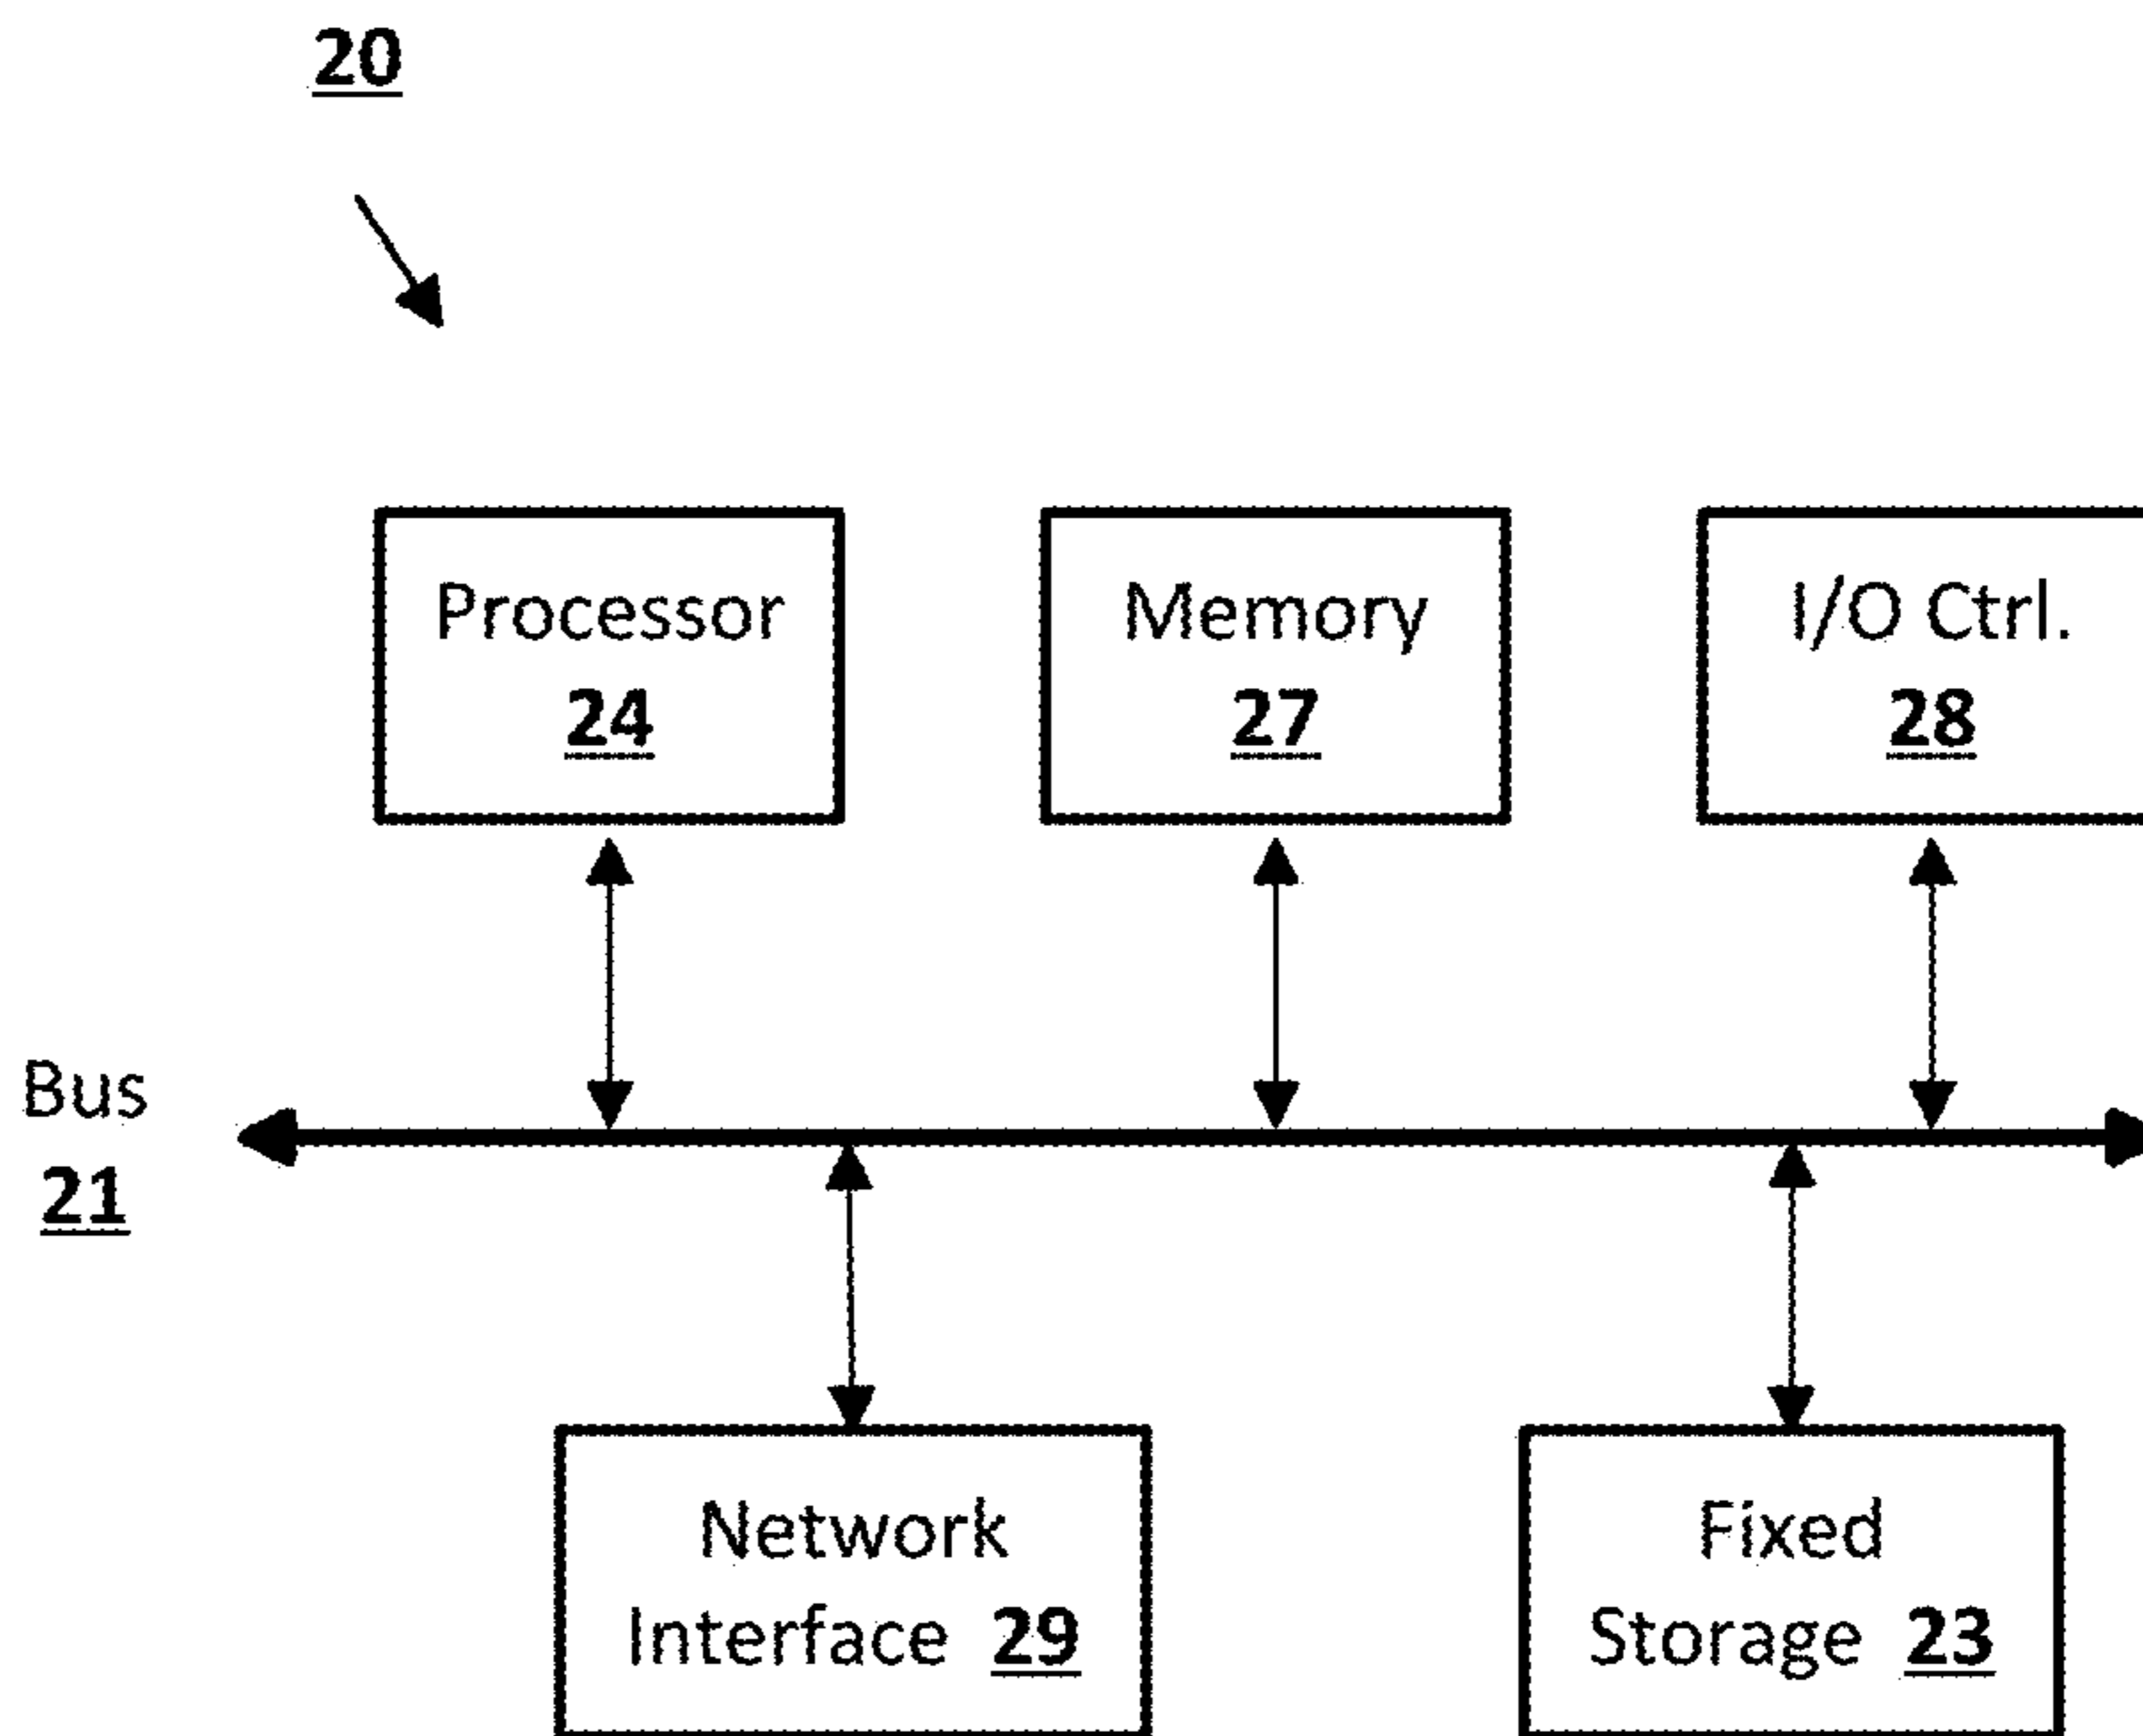 20
Processor
24
Memory
27
I/O Ctrl.
28
Bus
21
Network
Interface 29
Fixed
Storage 23